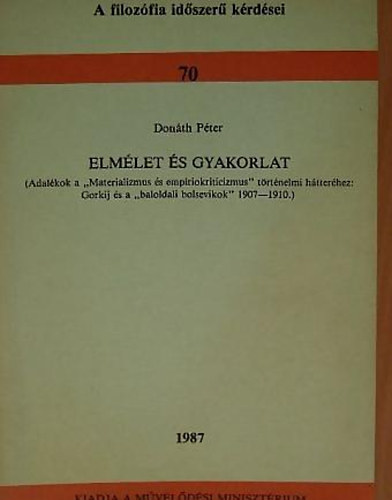 A filozófia időszerű kérdései
70
Donáth Péter
ELMÉLET ÉS GYAKORLAT
(Adalékok a „Materializmus és empiriokriticizmus” történelmi hátteréhez:
Gorkij és a „baloldali bolsevikok” 1907—1910.)
1987
KIADJA A MŰVELŐDÉSI MINISZTÉRIUM